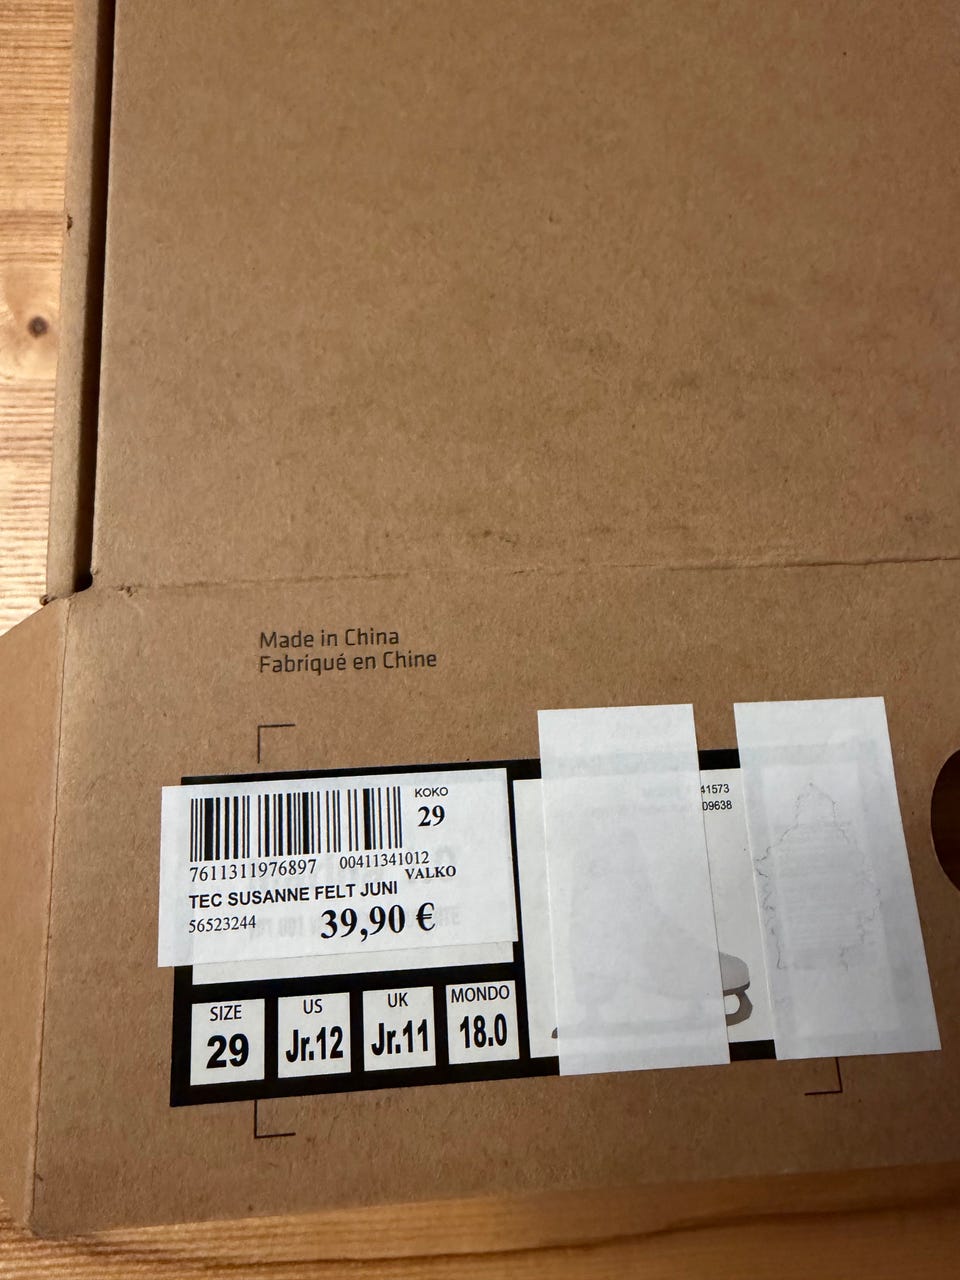 Made in China
Fabriqué en Chine
KOKO
29
7611311976897 00411341012
VALKO
TEC SUSANNE FELT JUNI
56523244 39,90 €
41573
09638
SIZE US UK MONDO
29 Jr.12 Jr.11 18.0